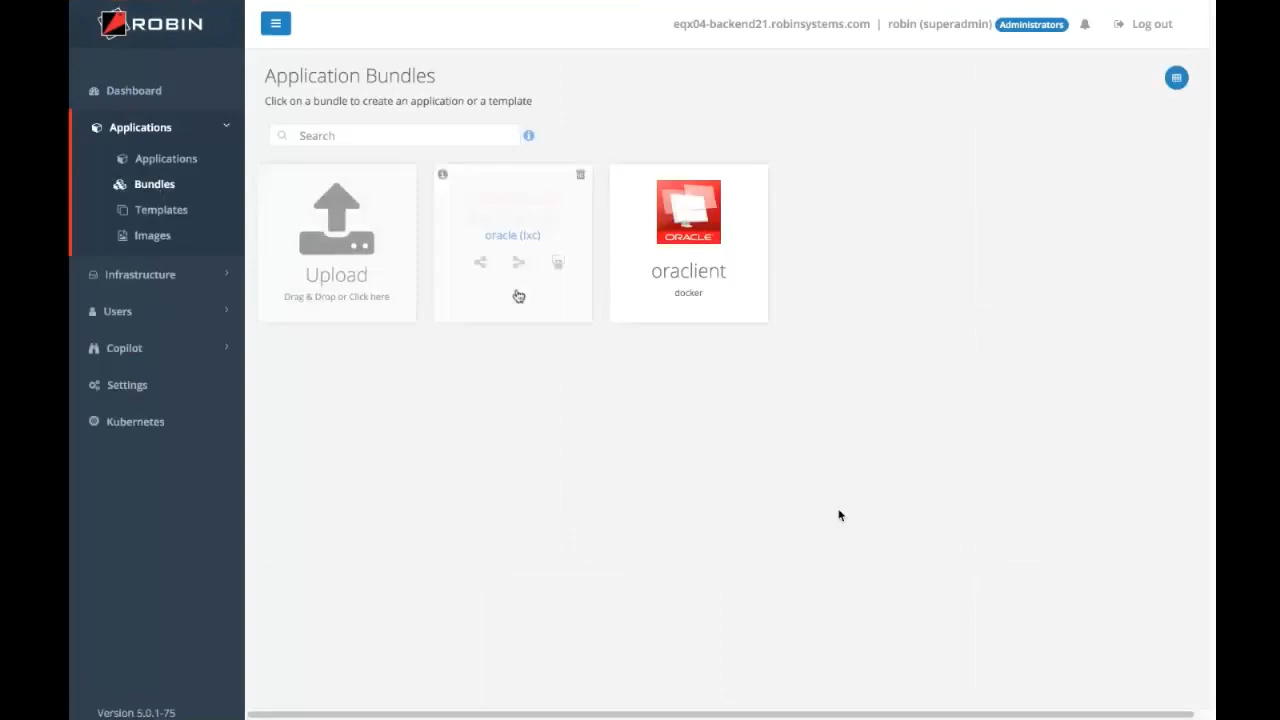 ROBIN
eqx04-backend21.robinsystems.com | robin (superadmin) Administrators Log out
Dashboard
Applications
Applications
Bundles
Templates
Images
Infrastructure
Users
Copilot
Settings
Kubernetes
Version 5.0.1-75
Application Bundles
Click on a bundle to create an application or a template
Search
Upload
Drag & Drop or Click here
oracle (lxc)
ORACLE
oraclient
docker